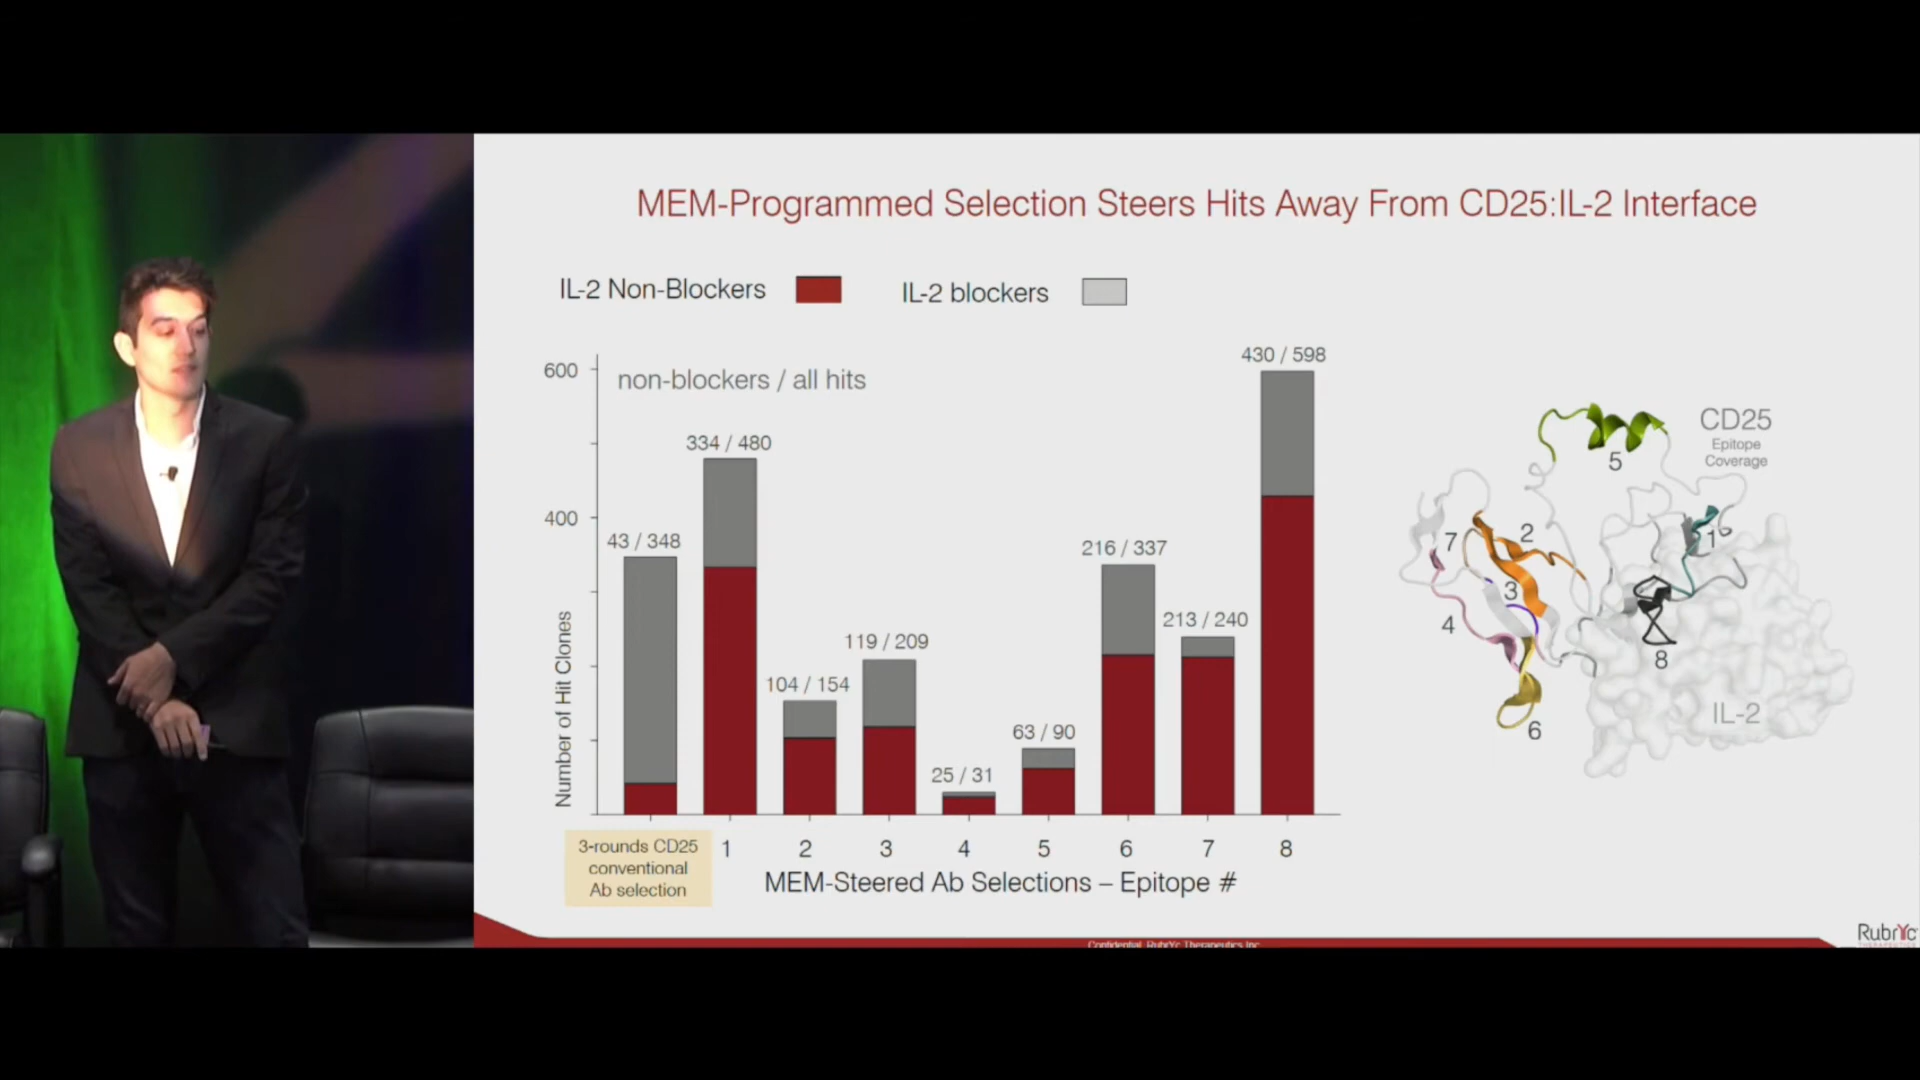 MEM-Programmed Selection Steers Hits Away From CD25:IL-2 Interface
IL-2 Non-Blockers
IL-2 blockers
non-blockers / all hits
600
400
Number of Hit Clones
43 / 348
334 / 480
104 / 154
119 / 209
25 / 31
63 / 90
216 / 337
213 / 240
430 / 598
3-rounds CD25
conventional
Ab selection
1 2 3 4 5 6 7 8
MEM-Steered Ab Selections – Epitope #
CD25
Epitope
Coverage
5
1
7
2
3
4
8
6
IL-2
Confidential, RubrYc Therapeutics Inc
RubrYc
THERAPEUTICS